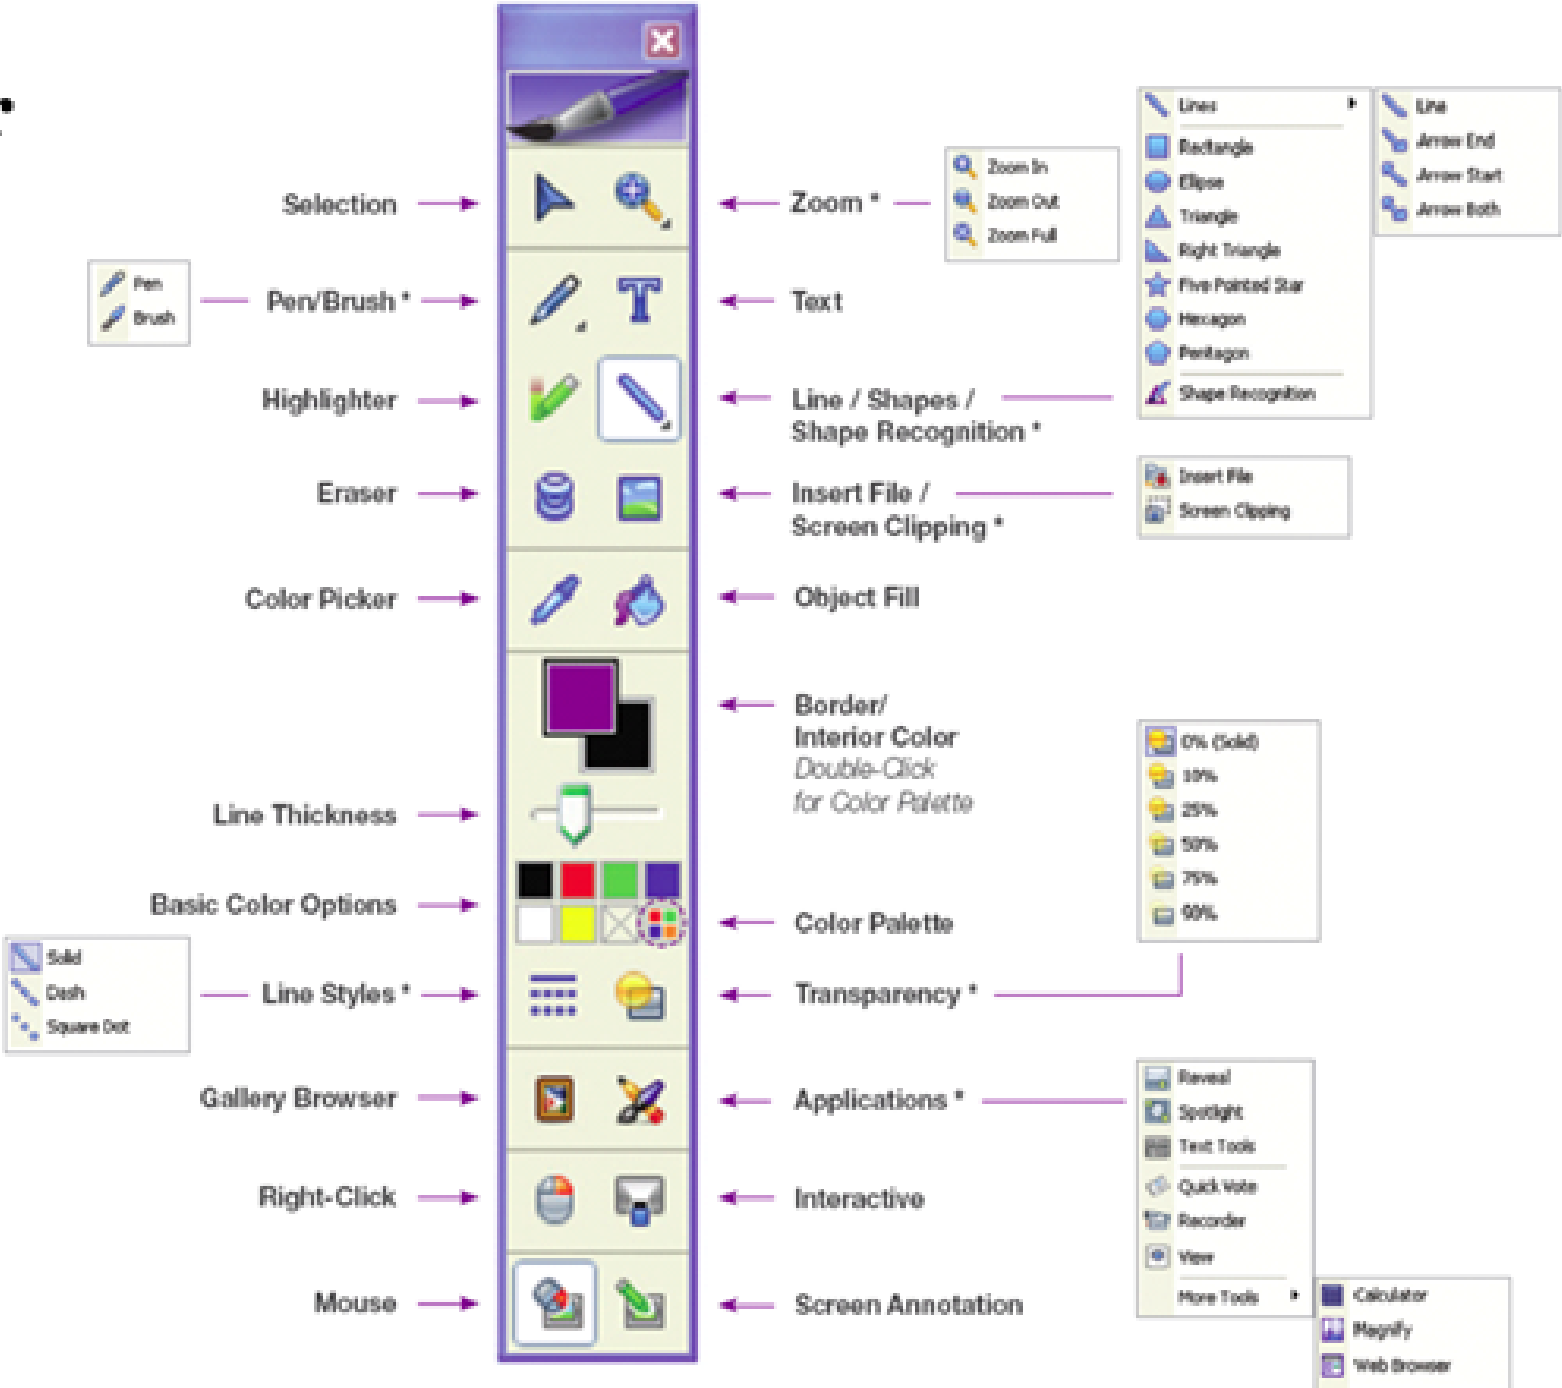 Selection
Zoom *
Zoom In
Zoom Out
Zoom Full
Lines
Rectangle
Ellipse
Triangle
Right Triangle
Five Pointed Star
Hexagon
Pentagon
Shape Recognition
Line
Arrow End
Arrow Start
Arrow Both
Pen
Brush
Pen/Brush *
Text
Highlighter
Line / Shapes /
Shape Recognition *
Eraser
Insert File /
Screen Clipping *
Insert File
Screen Clipping
Color Picker
Object Fill
Border/
Interior Color
Double-Click
for Color Palette
Line Thickness
0% (Solid)
10%
25%
50%
75%
90%
Basic Color Options
Color Palette
Solid
Dash
Square Dot
Line Styles *
Transparency *
Gallery Browser
Applications *
Reveal
Spotlight
Text Tools
Quick Vote
Recorder
View
More Tools
Calculator
Magnify
Web Browser
Right-Click
Interactive
Mouse
Screen Annotation